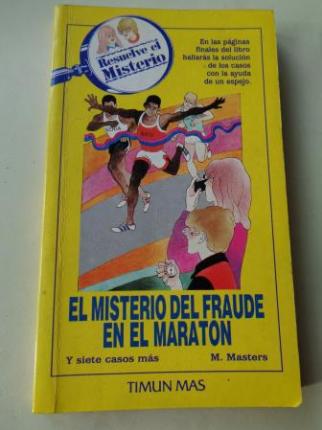 Resuelve el
Misterio
En las páginas
finales del libro
hallarás la solución
de los casos
con la ayuda
de un espejo.
EL MISTERIO DEL FRAUDE
EN EL MARATON
Y siete casos más
M. Masters
TIMUN MAS